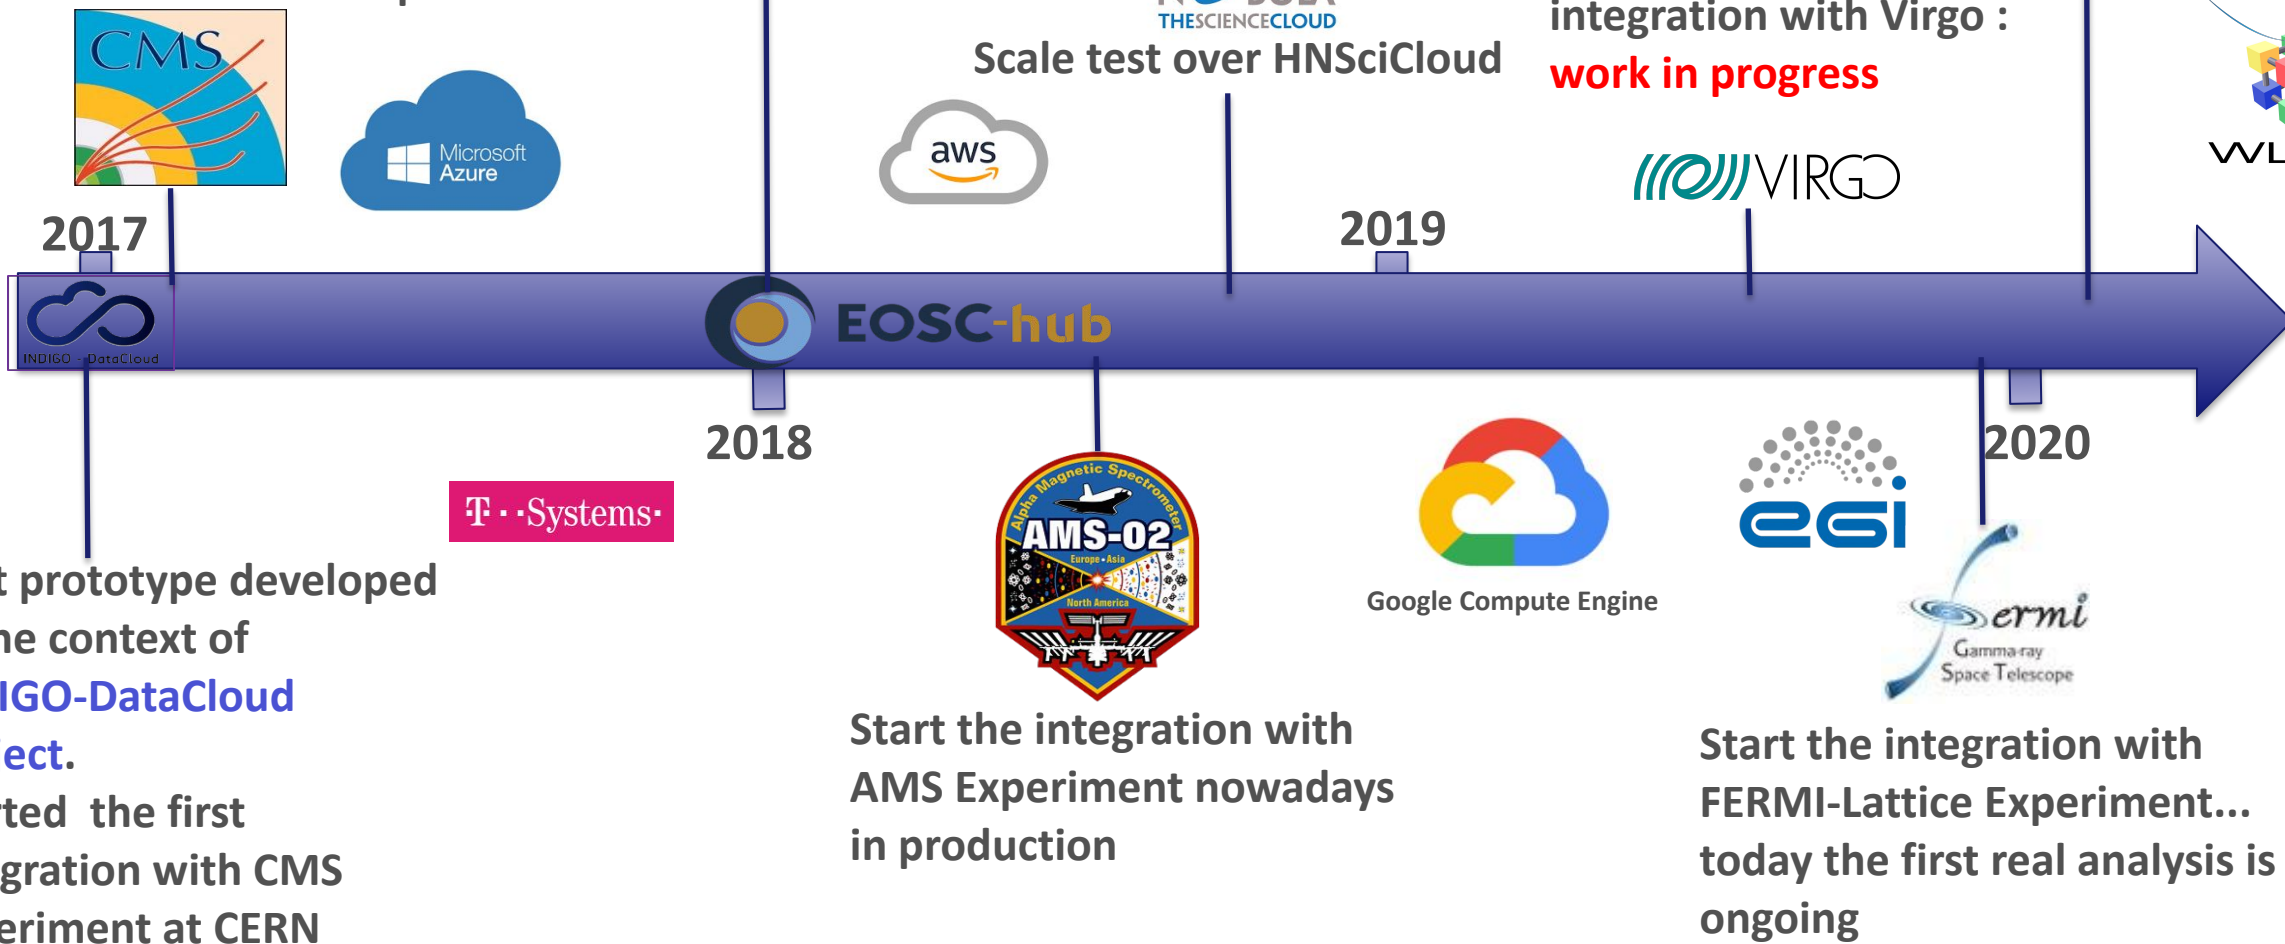 CMS
Microsoft
Azure
THESCIENCECLOUD
Scale test over HNSciCloud
aws
integration with Virgo :
work in progress
VIRGO
2017
2019
INDIGO - DataCloud
EOSC-hub
2018
2020
T · · Systems ·
Alpha Magnetic Spectrometer
AMS-02
Europe • Asia
North America
Google Compute Engine
egi
Fermi
Gamma-ray
Space Telescope
prototype developed
context of
IGO-DataCloud
ject.
rted the first
gration with CMS
eriment at CERN
Start the integration with
AMS Experiment nowadays
in production
Start the integration with
FERMI-Lattice Experiment...
today the first real analysis is
ongoing